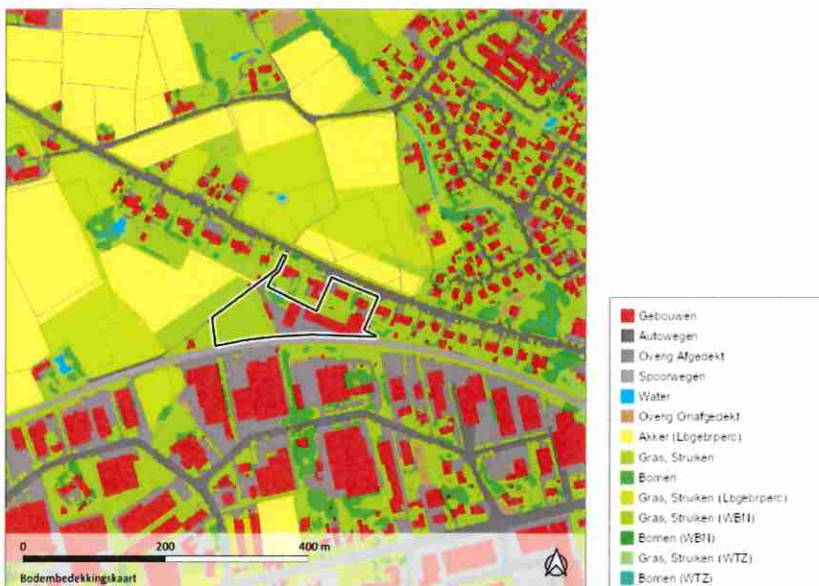 0 200 400 m
Bodembedekkingskaart
Gebouwen
Autowegen
Overig Afgedekt
Spoorwegen
Water
Overig Onafgedekt
Akker (Lbgebrperc)
Gras, Struiken
Bomen
Gras, Struiken (Lbgebrperc)
Gras, Struiken (WBN)
Bomen (WBN)
Gras, Struiken (WTZ)
Bomen (WTZ)